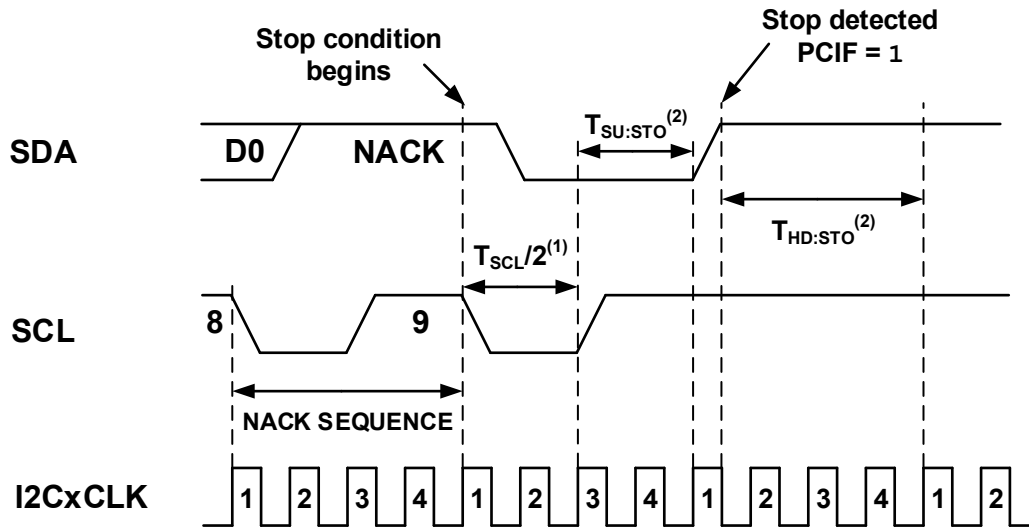 Stop condition
begins
Stop detected
PCIF = 1
SDA
D0
NACK
TSU:STO(2)
THD:STO(2)
TSCL/2(1)
SCL
8
9
NACK SEQUENCE
I2CxCLK
1 2 3 4 1 2 3 4 1 2 3 4 1 2